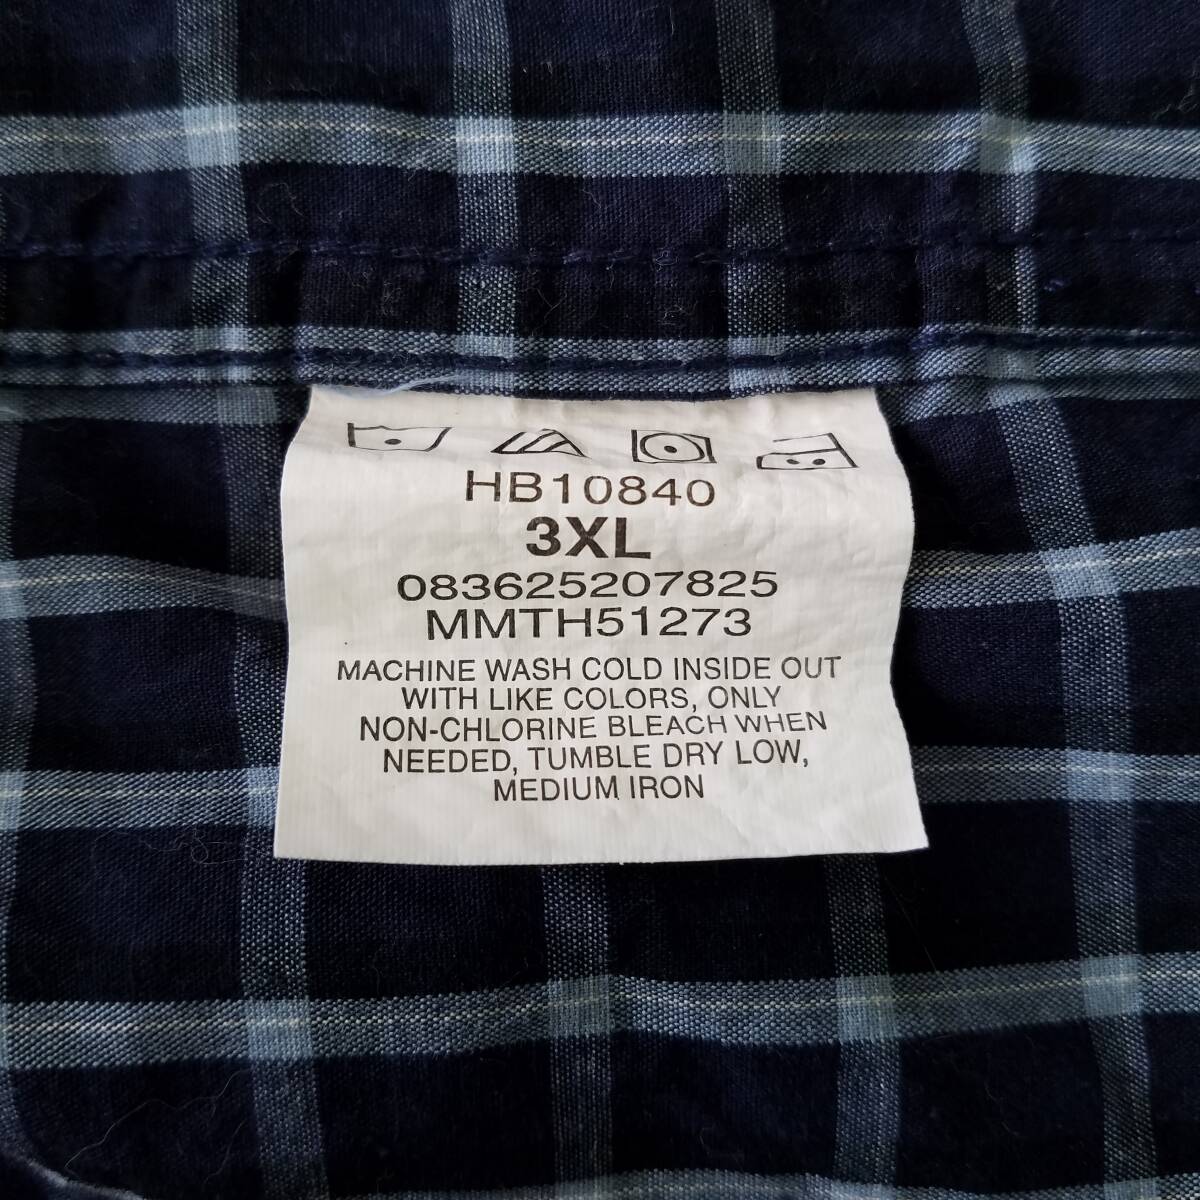 HB10840
3XL
083625207825
MMTH51273
MACHINE WASH COLD INSIDE OUT
WITH LIKE COLORS, ONLY
NON-CHLORINE BLEACH WHEN
NEEDED, TUMBLE DRY LOW,
MEDIUM IRON